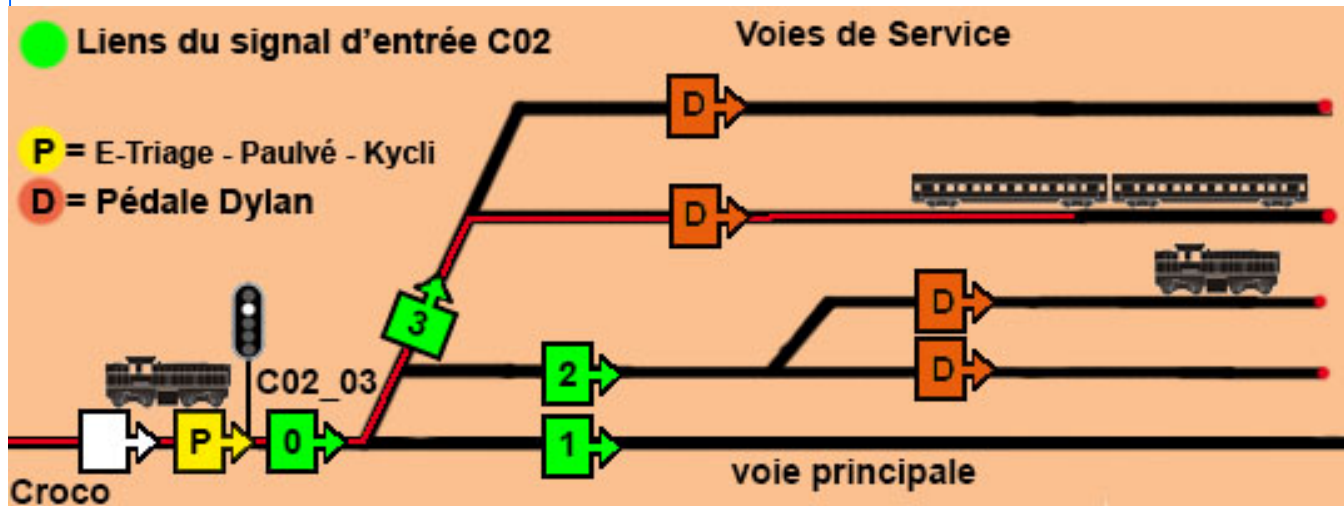 Liens du signal d'entrée C02
Voies de Service
D
P = E-Triage - Paulvé - Kycli
D = Pédale Dylan
D
3
D
C02_03
2
D
P
0
1
voie principale
Croco